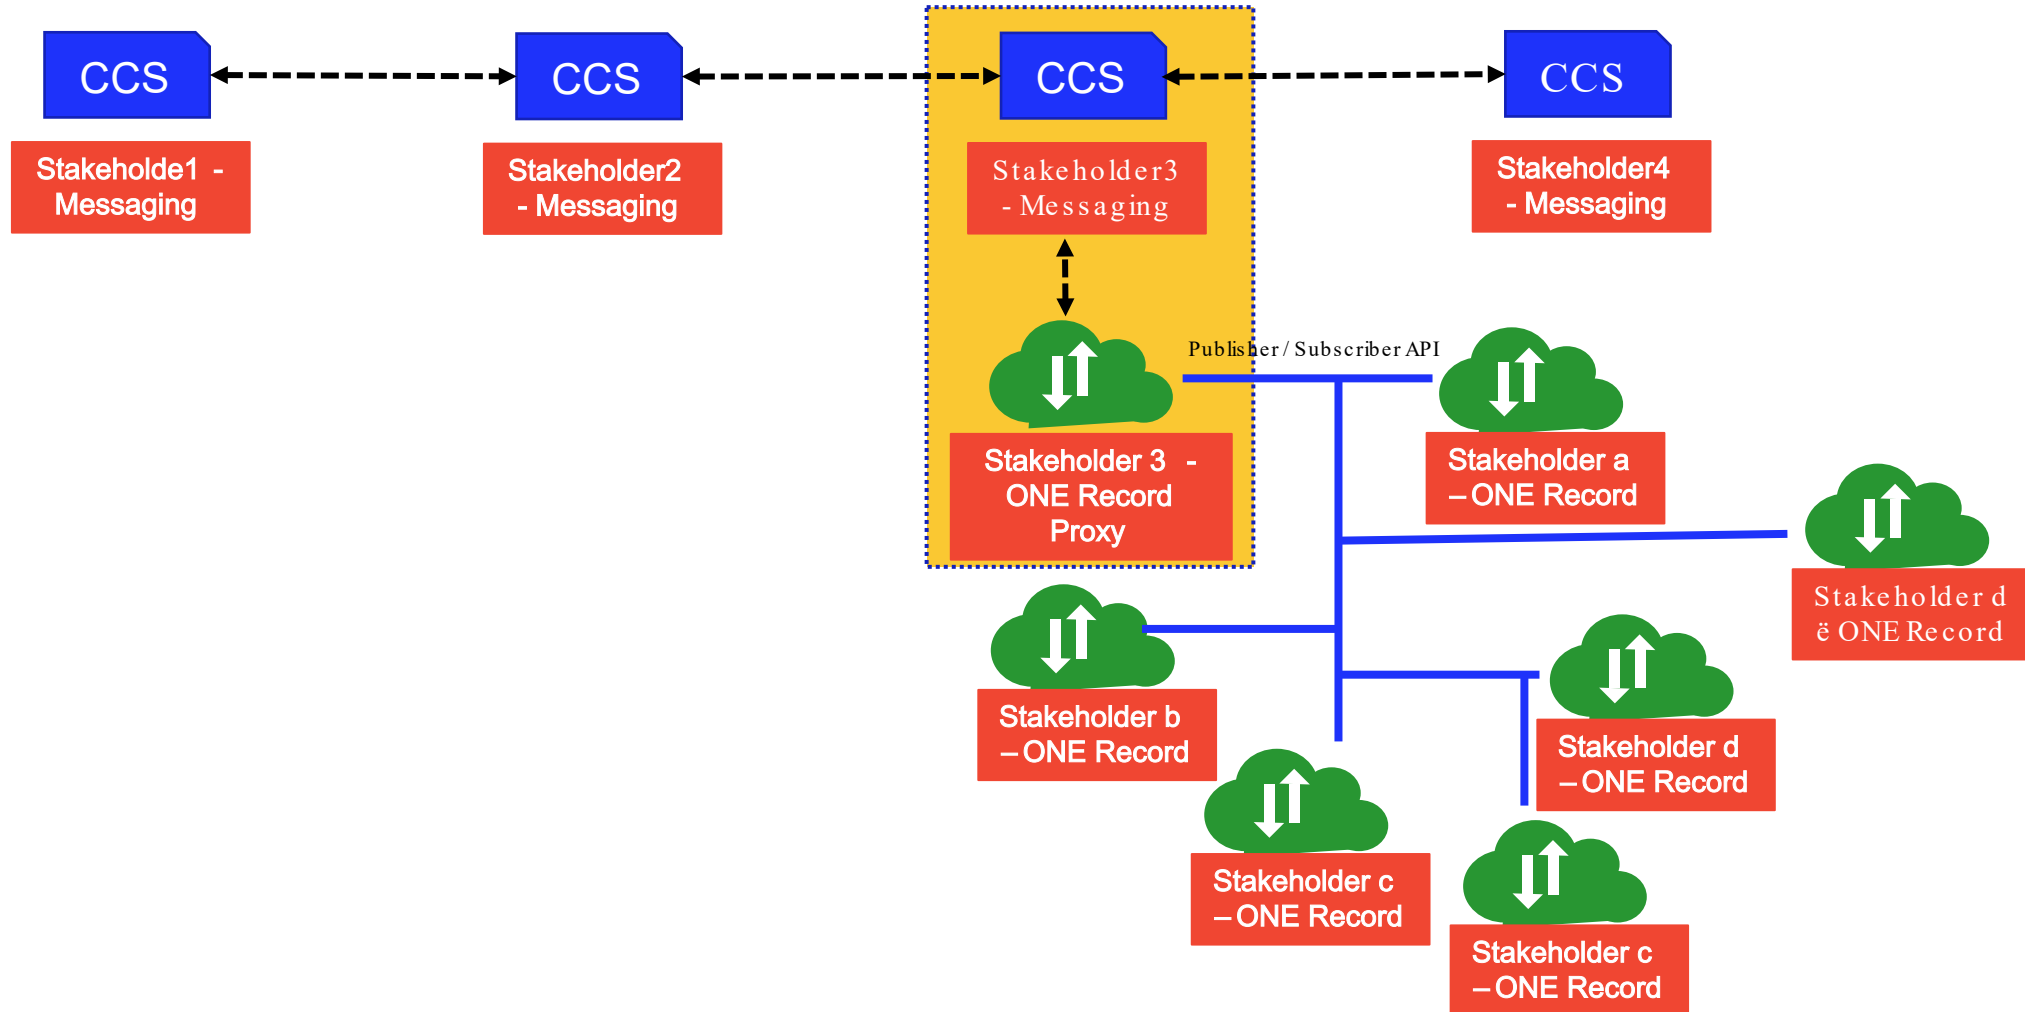 CCS
CCS
CCS
CCS
Stakeholde1 -
Messaging
Stakeholder2
- Messaging
Stakeholder3
- Messaging
Stakeholder4
- Messaging
Publisher / Subscriber API
Stakeholder 3 -
ONE Record
Proxy
Stakeholder a
– ONE Record
Stakeholder d
ë ONE Record
Stakeholder b
– ONE Record
Stakeholder d
– ONE Record
Stakeholder c
– ONE Record
Stakeholder c
– ONE Record